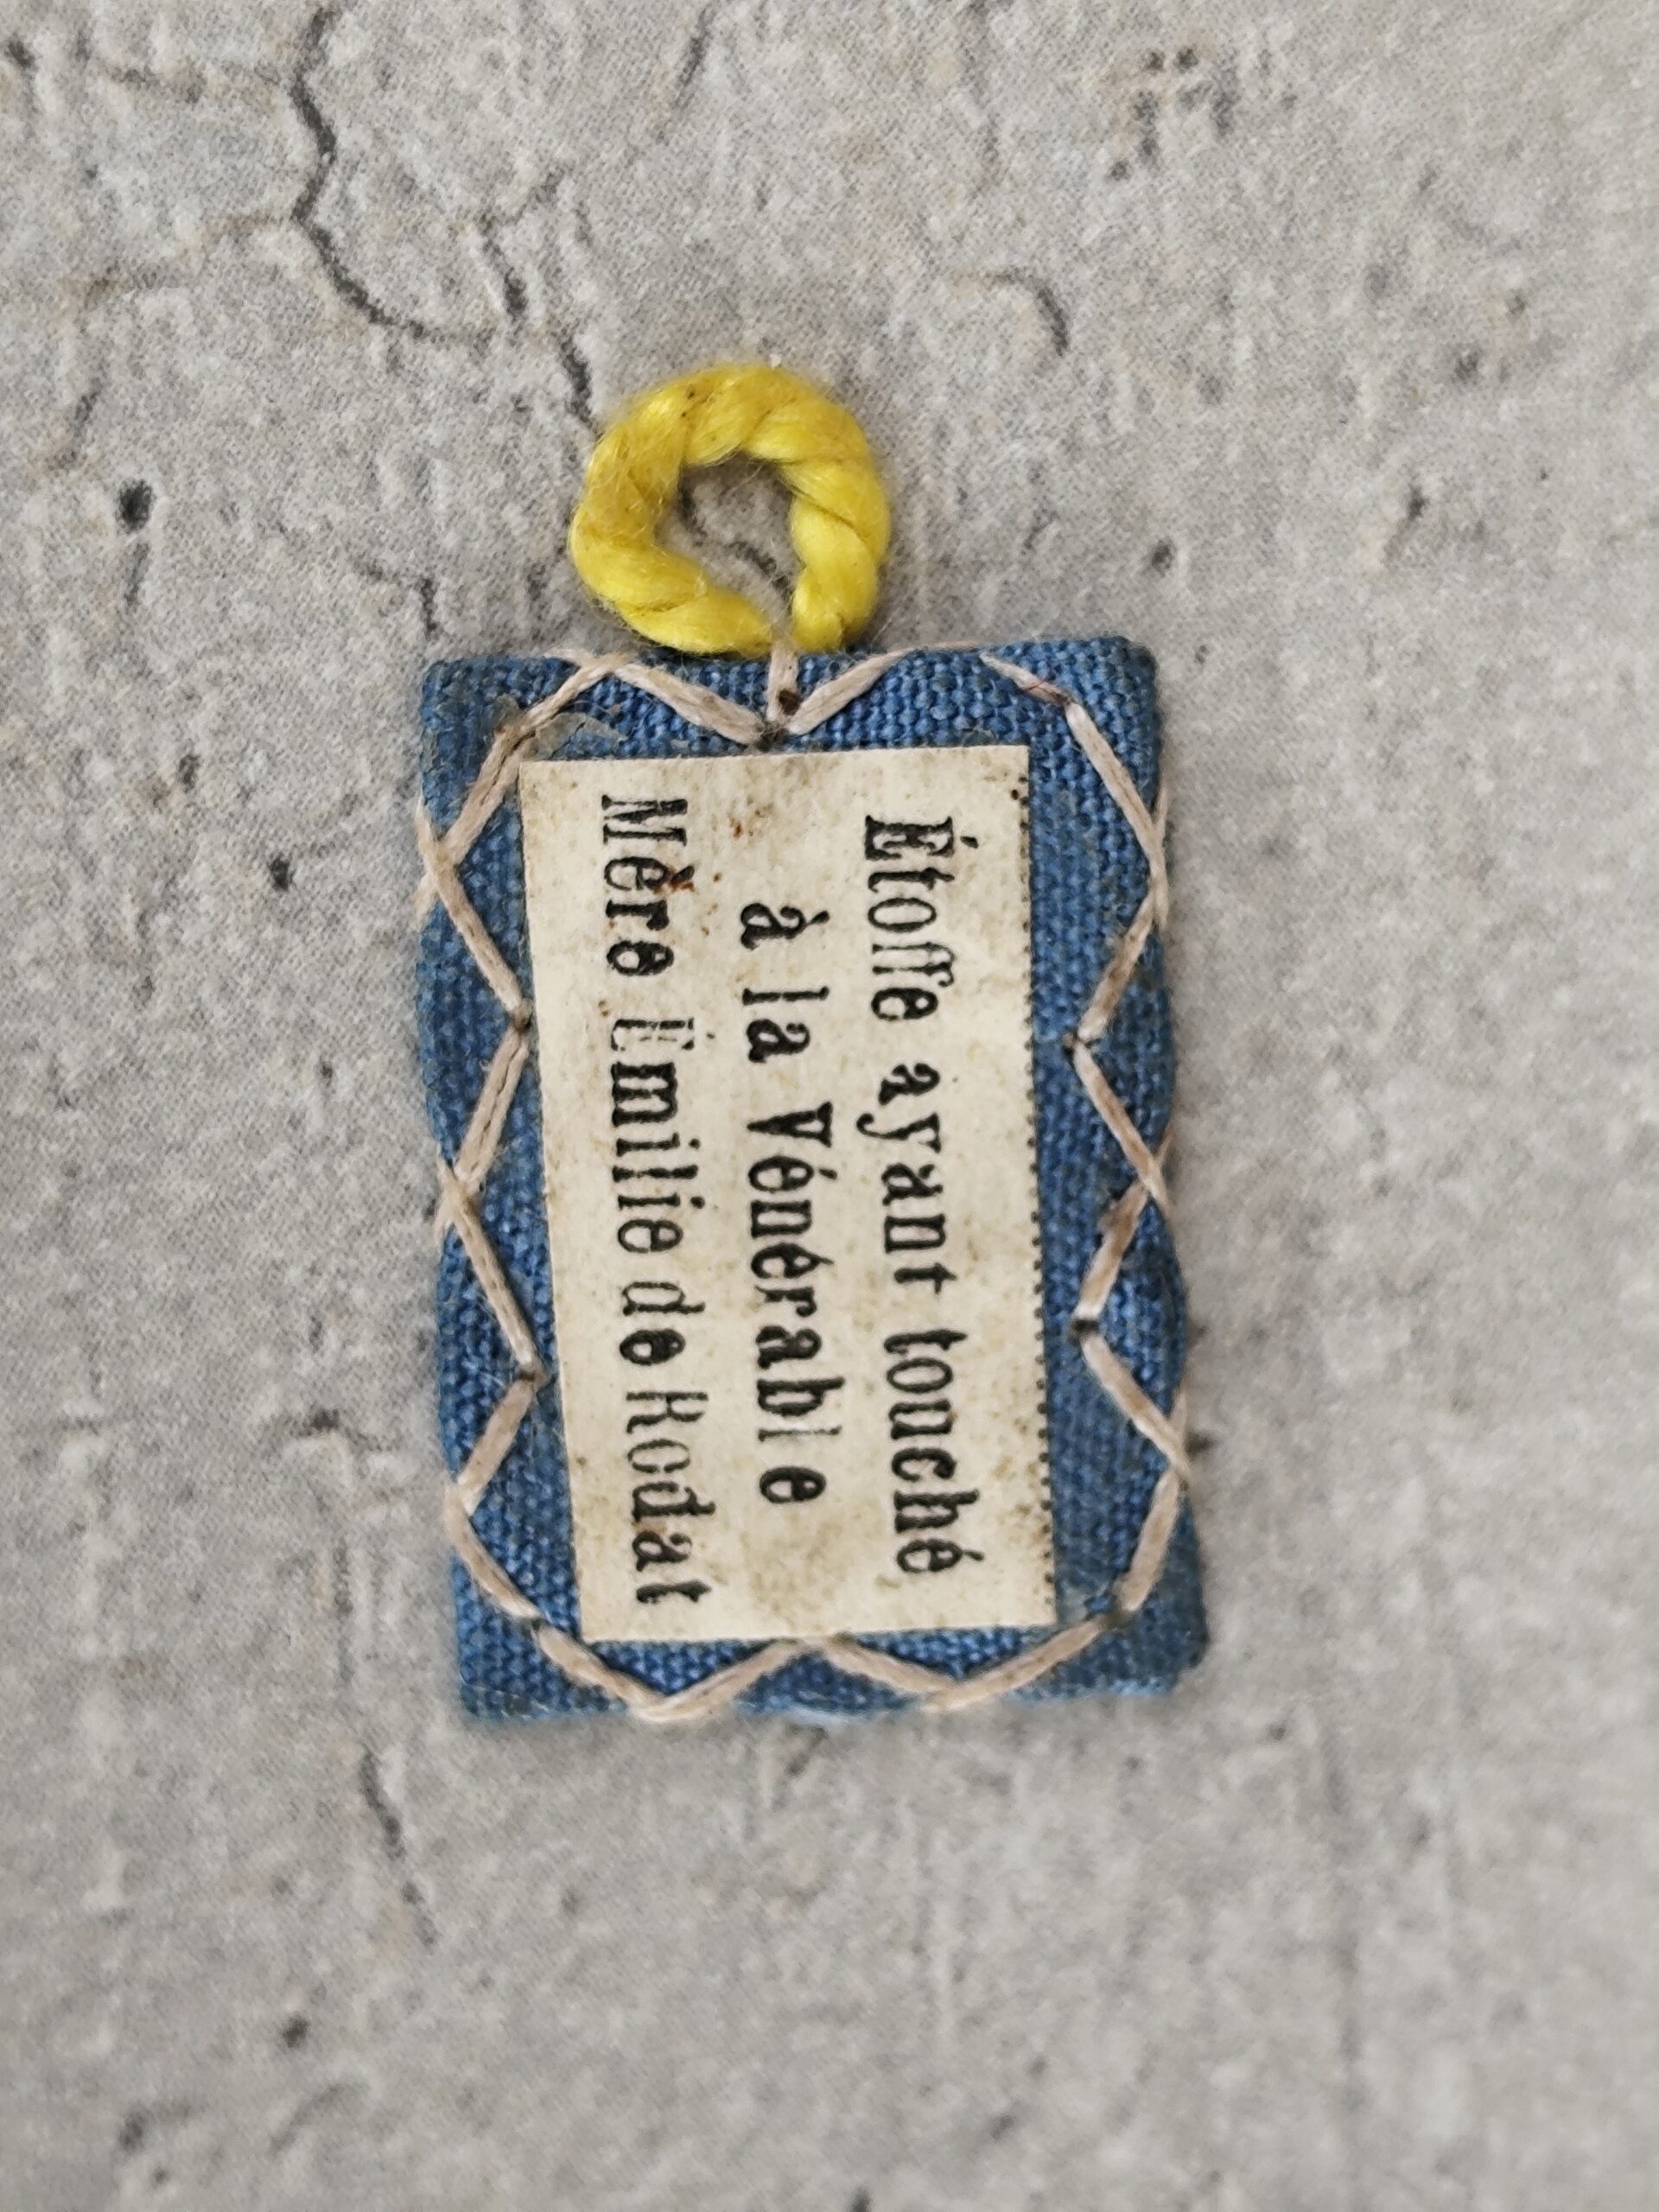 Étoffe ayant touché
à la Vénérable
Mère Émilie de Rodat